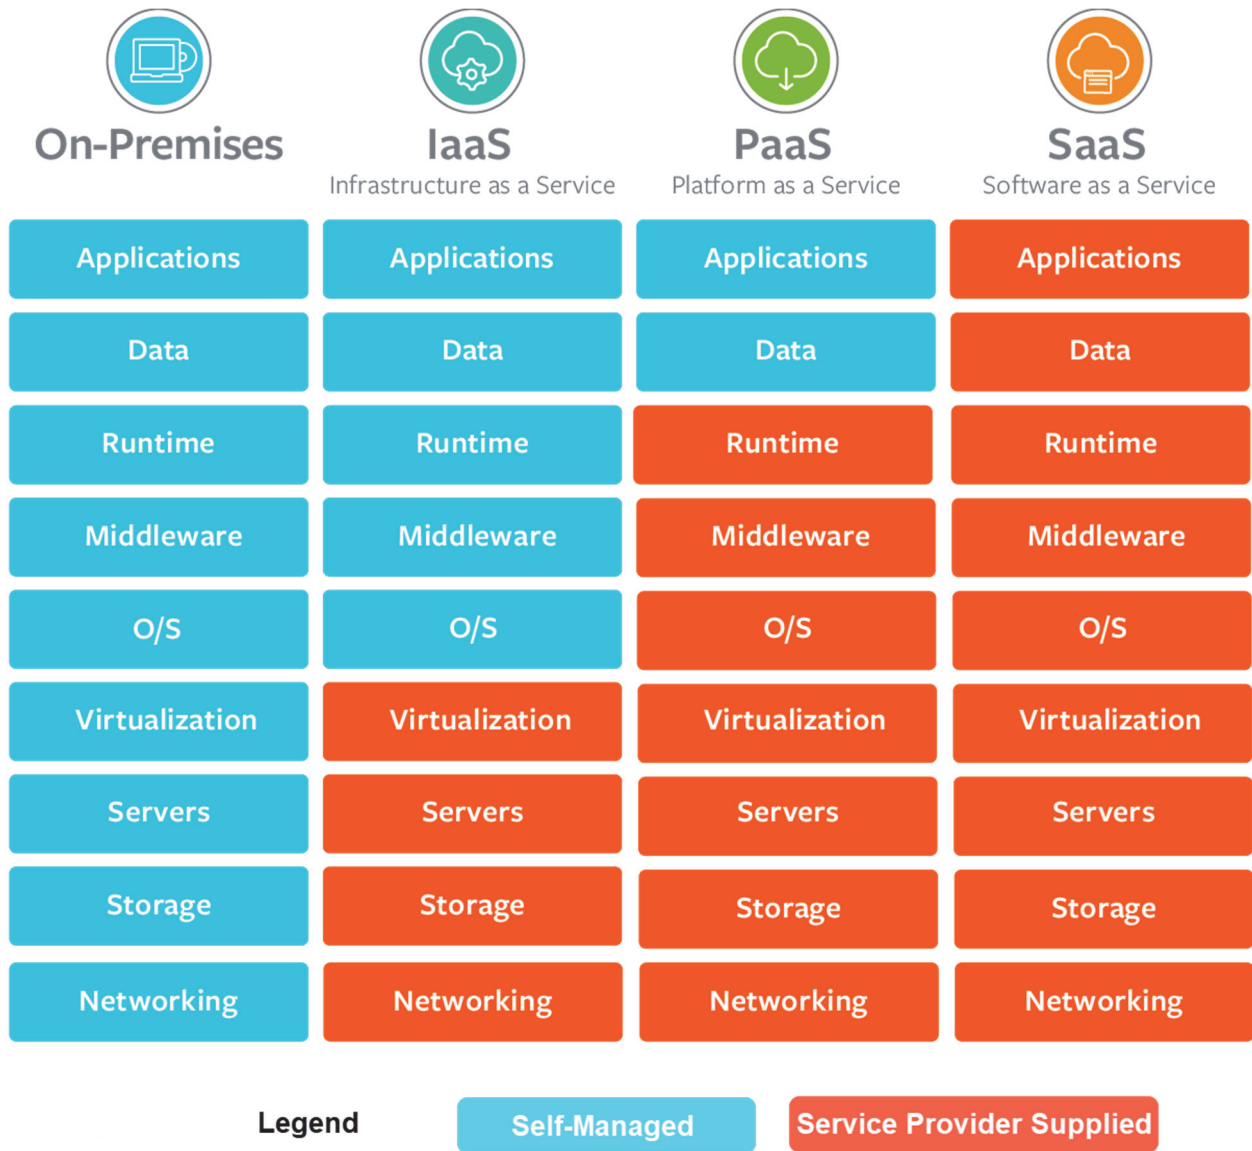 On-Premises IaaS PaaS SaaS
Infrastructure as a Service Platform as a Service Software as a Service
Applications Applications Applications Applications
Data Data Data Data
Runtime Runtime Runtime Runtime
Middleware Middleware Middleware Middleware
O/S O/S O/S O/S
Virtualization Virtualization Virtualization Virtualization
Servers Servers Servers Servers
Storage Storage Storage Storage
Networking Networking Networking Networking
Legend Self-Managed Service Provider Supplied